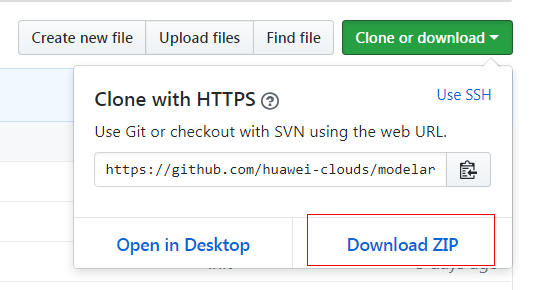 Create new file Upload files Find file Clone or download
Clone with HTTPS Use SSH
Use Git or checkout with SVN using the web URL.
https://github.com/huawei-clouds/modelar
Open in Desktop Download ZIP